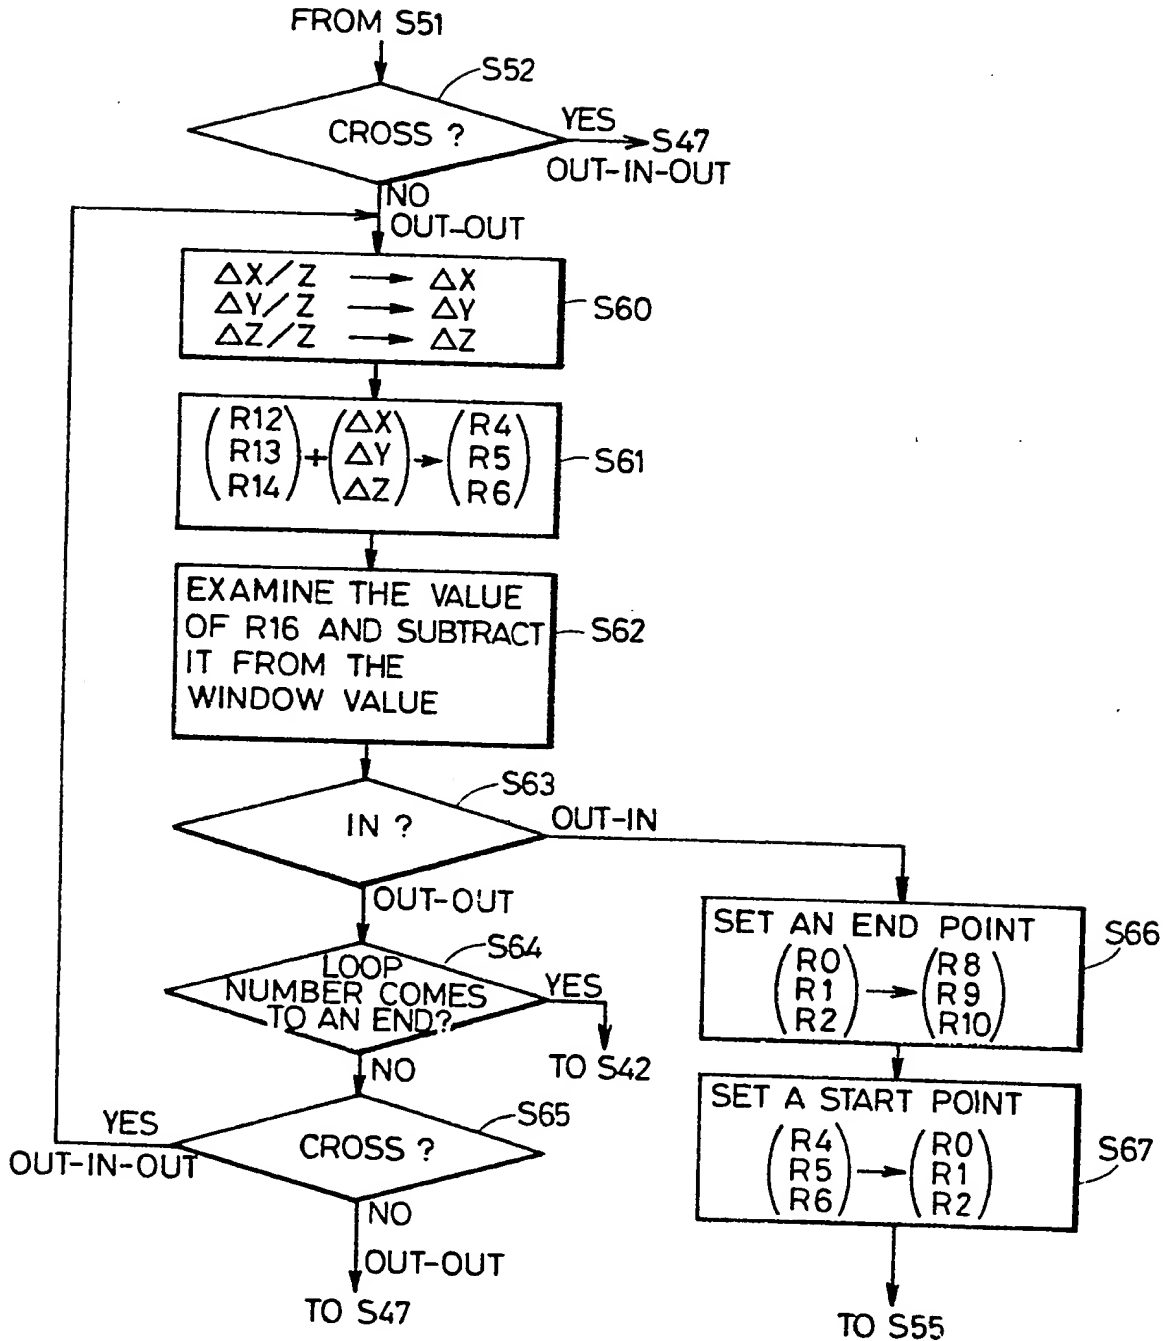 FROM S51
S52
CROSS ?
YES
S47
OUT-IN-OUT
NO
OUT-OUT
ΔX/Z → ΔX
ΔY/Z → ΔY
ΔZ/Z → ΔZ
S60
(R12 R13 R14) + (ΔX ΔY ΔZ) → (R4 R5 R6)
S61
EXAMINE THE VALUE
OF R16 AND SUBTRACT
IT FROM THE
WINDOW VALUE
S62
S63
IN ?
OUT-IN
OUT-OUT
S64
LOOP
NUMBER COMES
TO AN END?
YES
TO S42
NO
S65
CROSS ?
YES
OUT-IN-OUT
NO
OUT-OUT
TO S47
SET AN END POINT
(R0 R1 R2) → (R8 R9 R10)
S66
SET A START POINT
(R4 R5 R6) → (R0 R1 R2)
S67
TO S55